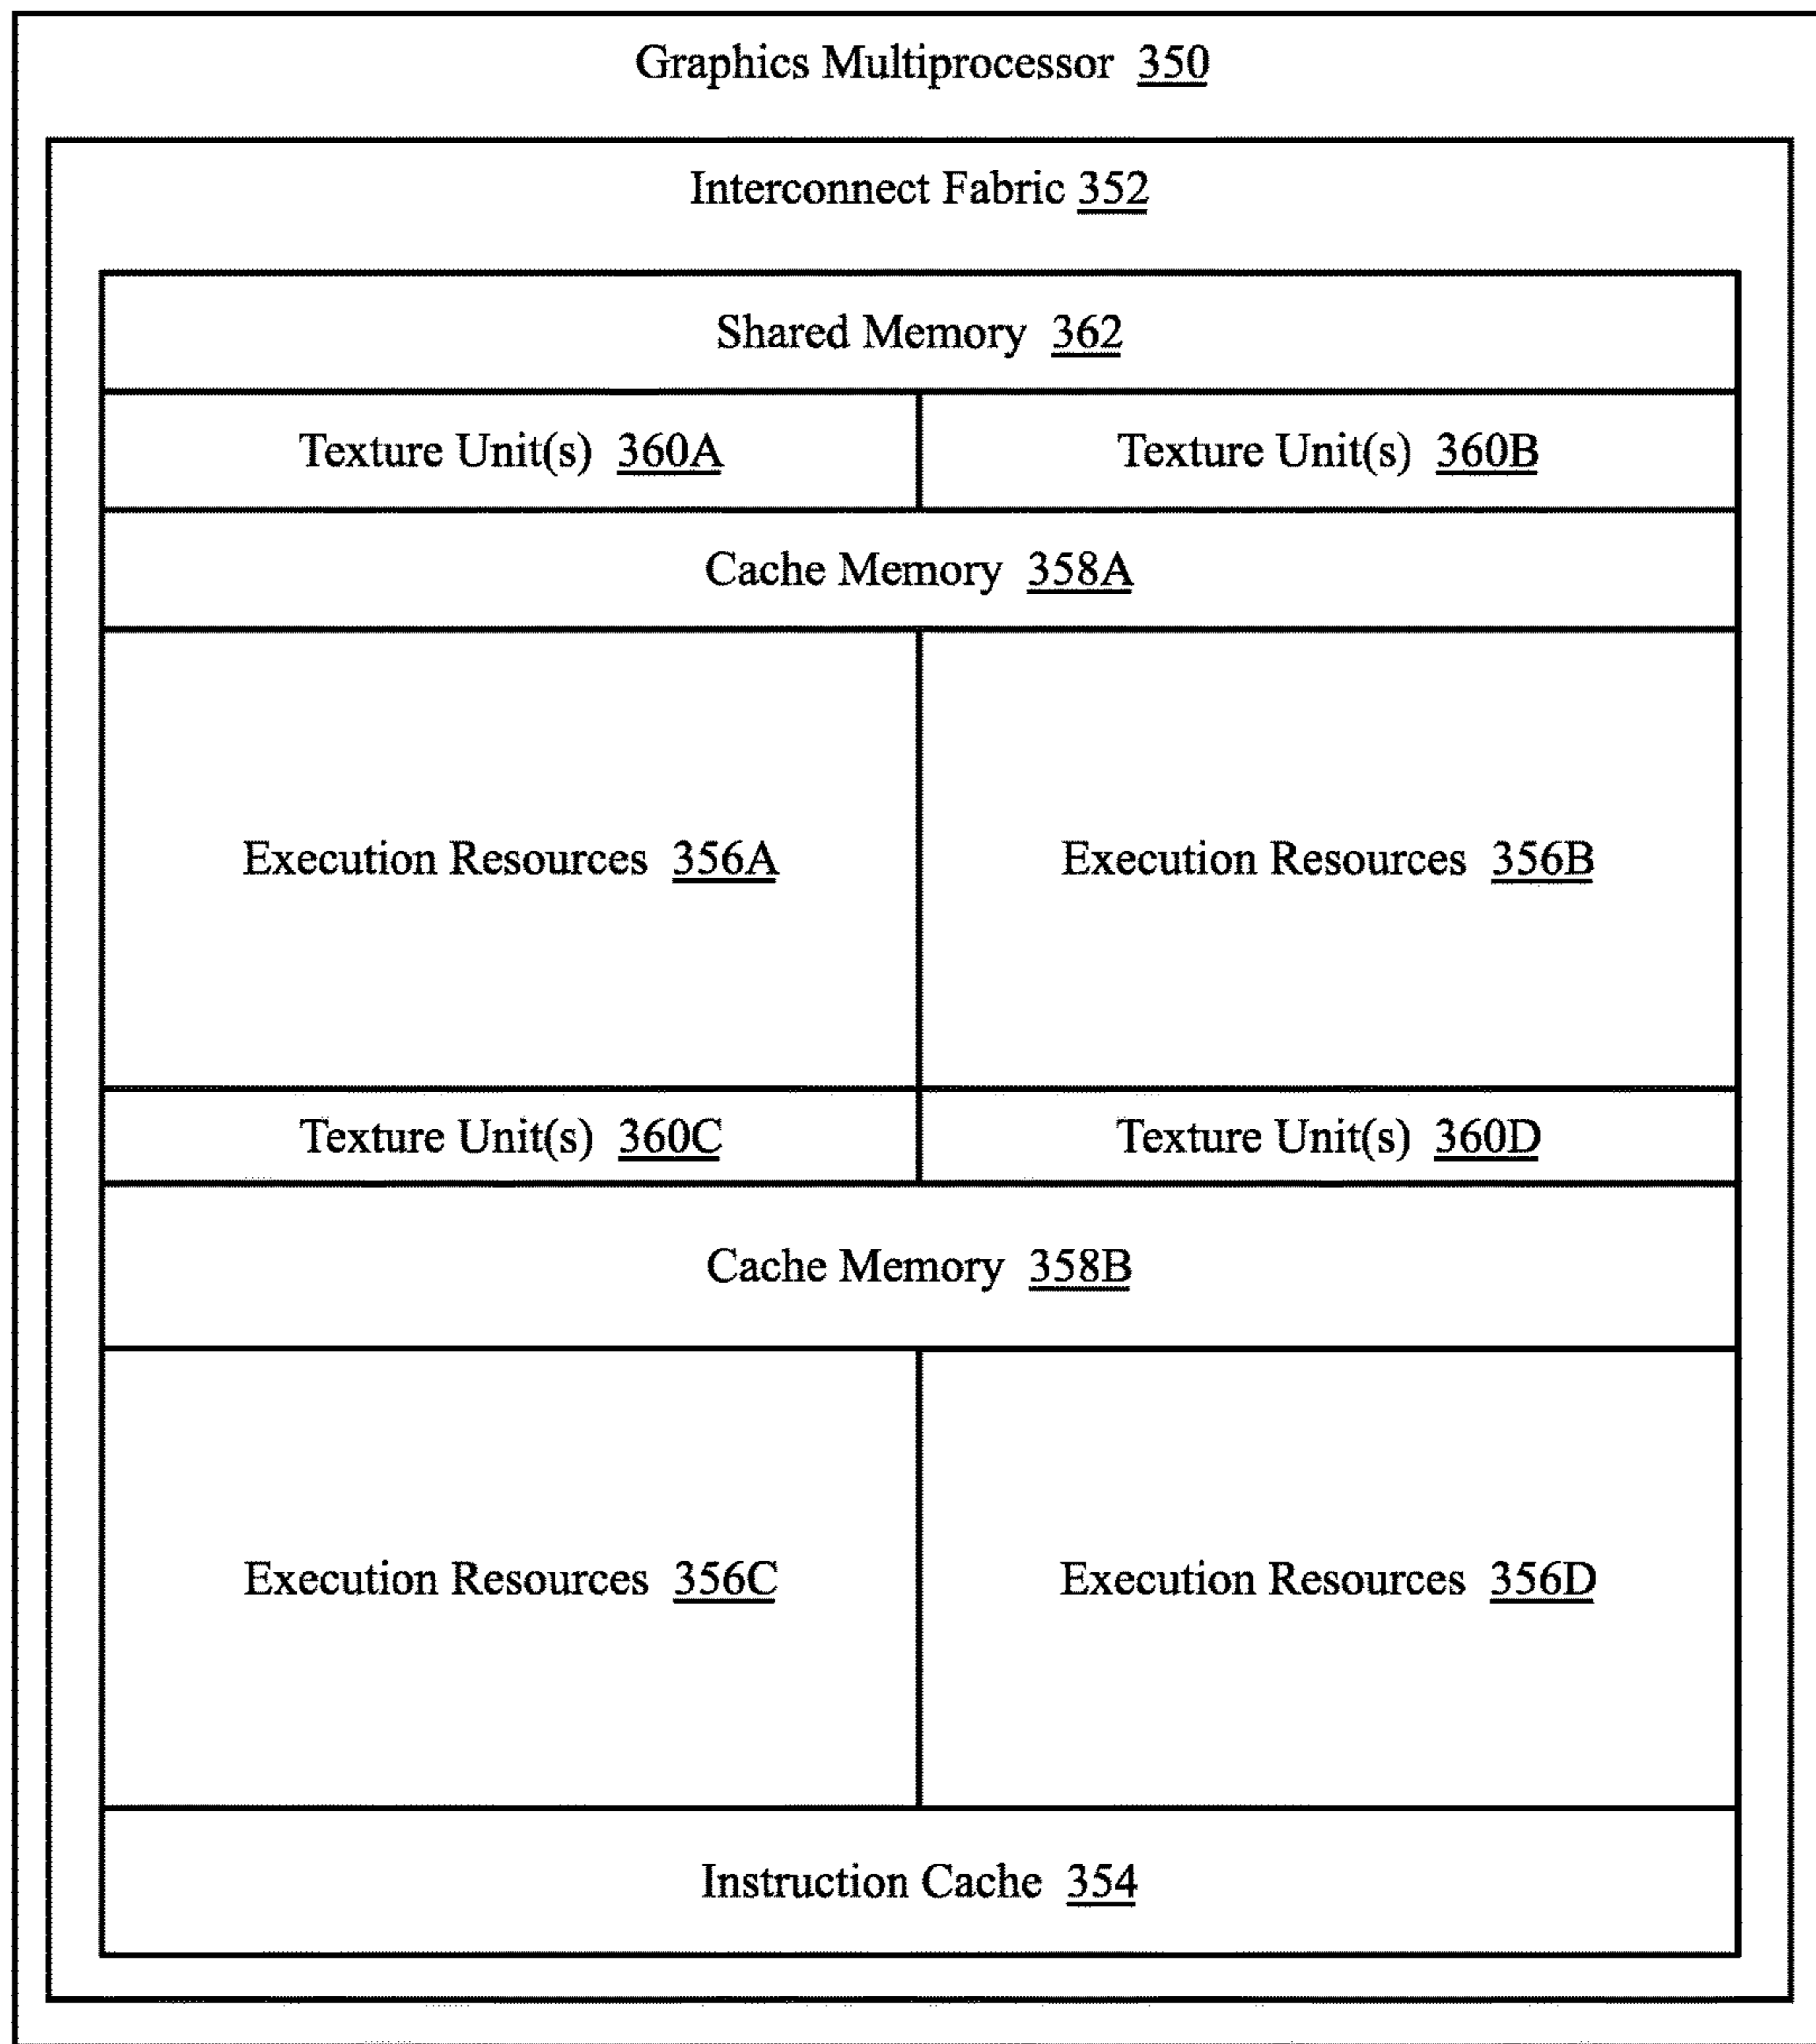 Graphics Multiprocessor 350
Interconnect Fabric 352
Shared Memory 362
Texture Unit(s) 360A
Texture Unit(s) 360B
Cache Memory 358A
Execution Resources 356A
Execution Resources 356B
Texture Unit(s) 360C
Texture Unit(s) 360D
Cache Memory 358B
Execution Resources 356C
Execution Resources 356D
Instruction Cache 354